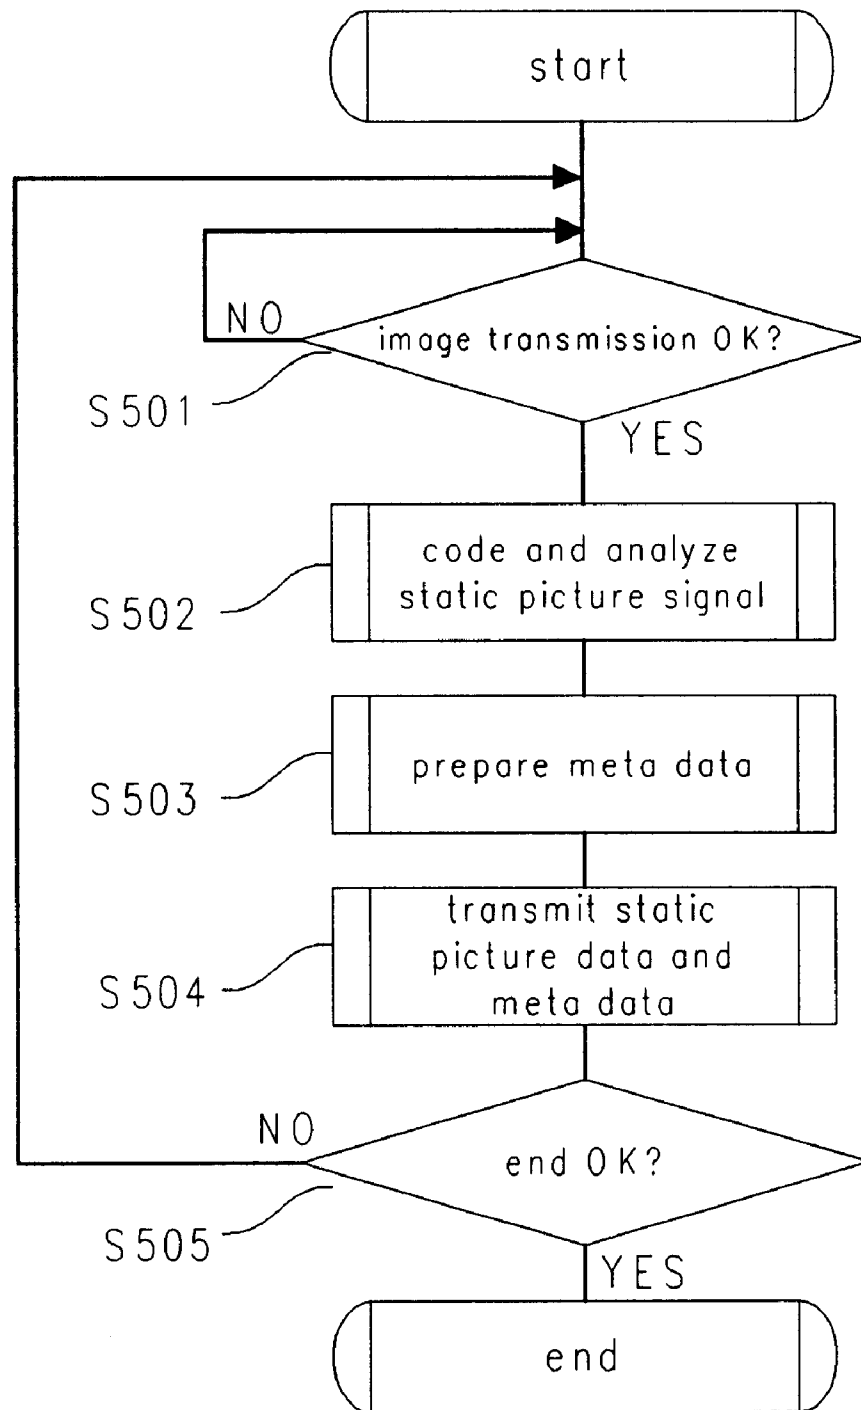 start
NO
image transmission OK?
S501
YES
code and analyze
static picture signal
S502
prepare meta data
S503
transmit static
picture data and
meta data
S504
NO
end OK?
S505
YES
end